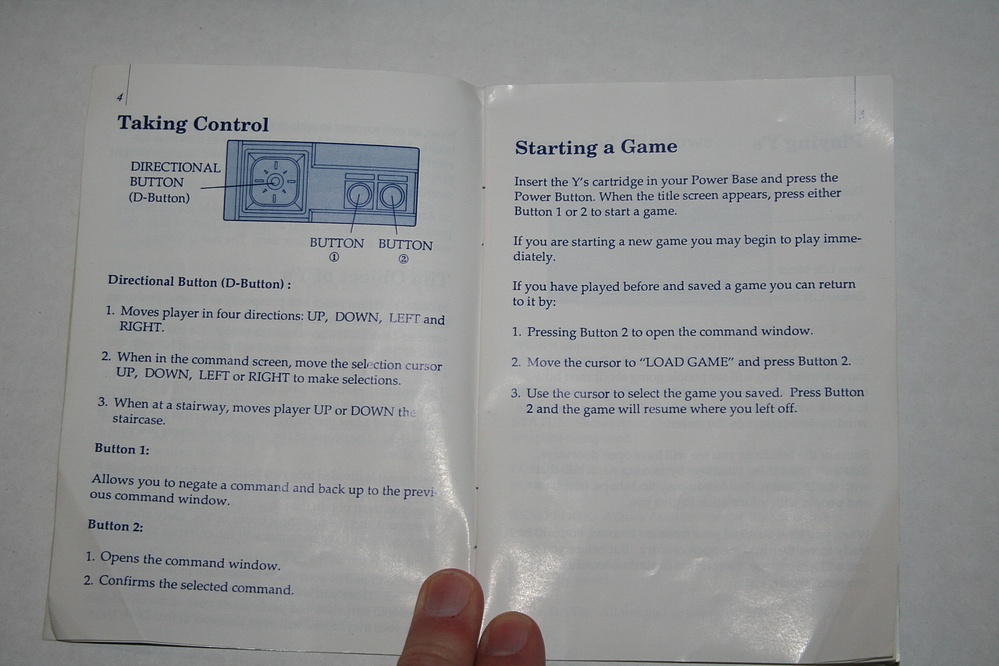 4
Taking Control
DIRECTIONAL
BUTTON
(D-Button)
BUTTON
①
BUTTON
②
Directional Button (D-Button) :
1. Moves player in four directions: UP, DOWN, LEFT and
RIGHT.
2. When in the command screen, move the selection cursor
UP, DOWN, LEFT or RIGHT to make selections.
3. When at a stairway, moves player UP or DOWN the
staircase.
Button 1:
Allows you to negate a command and back up to the previ-
ous command window.
Button 2:
1. Opens the command window.
2. Confirms the selected command.
Starting a Game
Insert the Y's cartridge in your Power Base and press the
Power Button. When the title screen appears, press either
Button 1 or 2 to start a game.
If you are starting a new game you may begin to play imme-
diately.
If you have played before and saved a game you can return
to it by:
1. Pressing Button 2 to open the command window.
2. Move the cursor to “LOAD GAME” and press Button 2.
3. Use the cursor to select the game you saved. Press Button
2 and the game will resume where you left off.